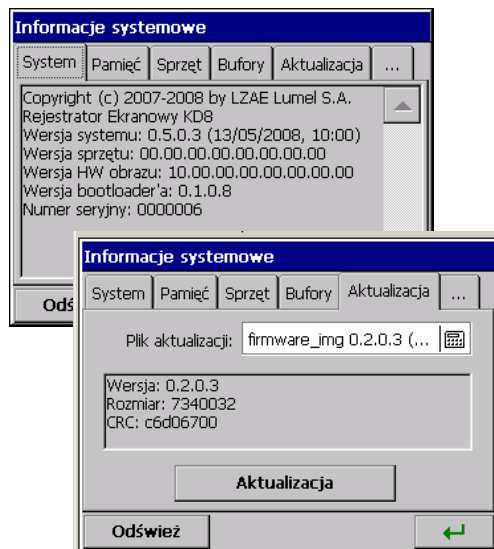 Informacje systemowe
System Pamięć Sprzęt Bufory Aktualizacja ...
Copyright (c) 2007-2008 by LZAE Lumel S.A.
Rejestrator Ekranowy KD8
Wersja systemu: 0.5.0.3 (13/05/2008, 10:00)
Wersja sprzętu: 00.00.00.00.00.00.00.00
Wersja HW obrazu: 10.00.00.00.00.00.00.00
Wersja bootloader'a: 0.1.0.8
Numer seryjny: 0000006
Odś
Informacje systemowe
System Pamięć Sprzęt Bufory Aktualizacja ...
Plik aktualizacji: firmware_img 0.2.0.3 (...
Wersja: 0.2.0.3
Rozmiar: 7340032
CRC: c6d06700
Aktualizacja
Odśwież